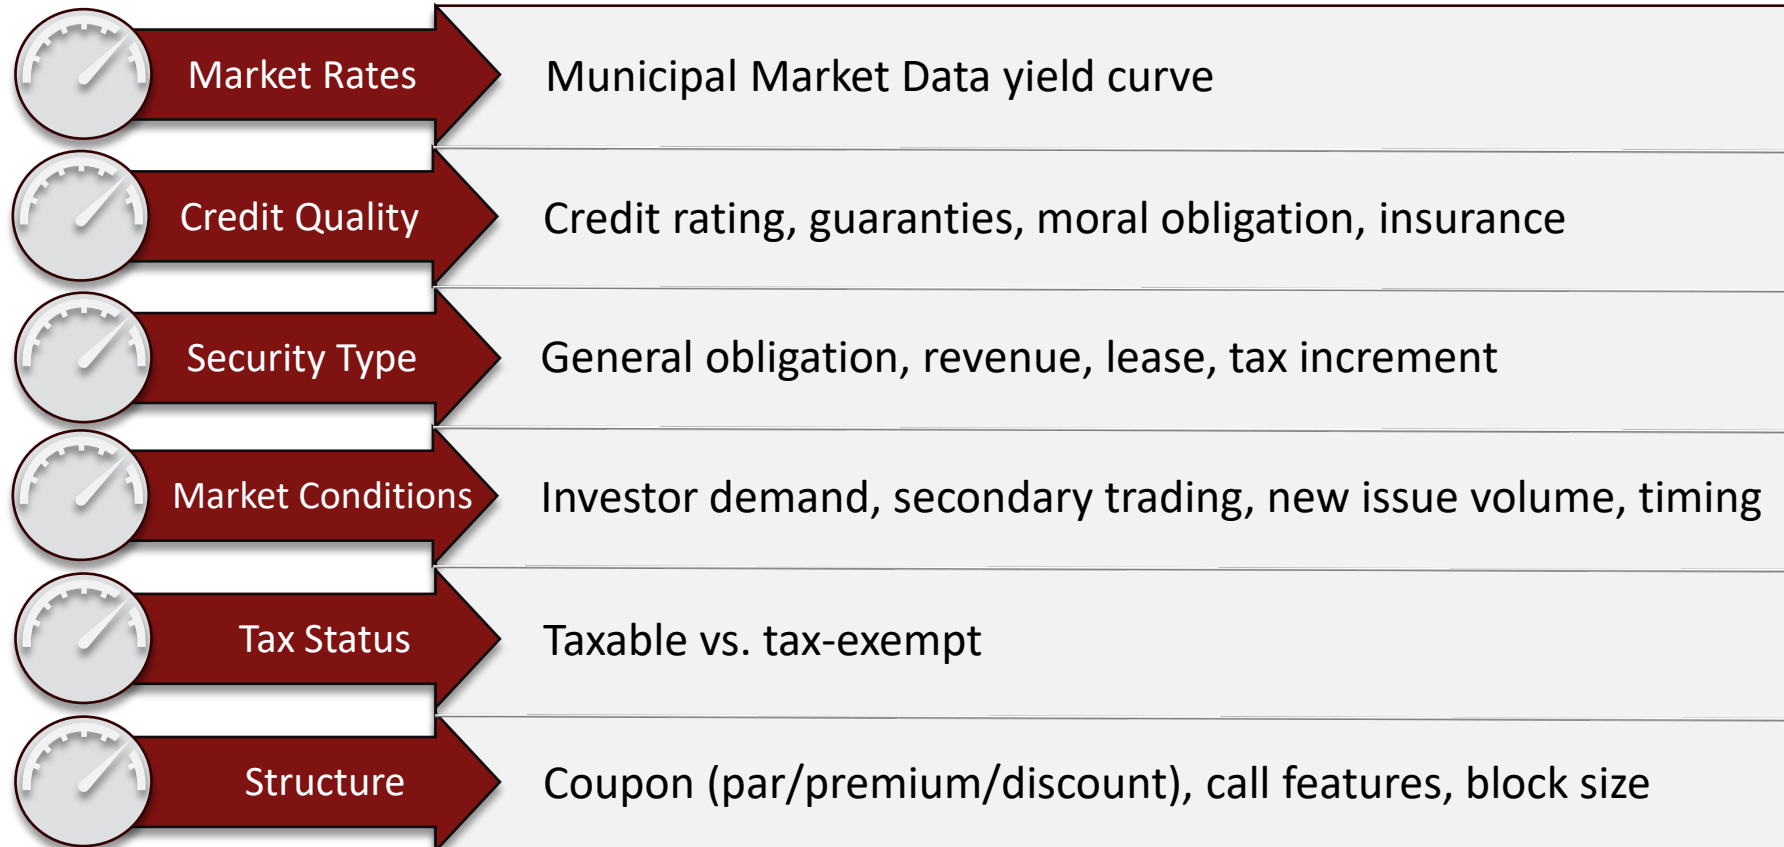 Market Rates
Municipal Market Data yield curve
Credit Quality
Credit rating, guaranties, moral obligation, insurance
Security Type
General obligation, revenue, lease, tax increment
Market Conditions
Investor demand, secondary trading, new issue volume, timing
Tax Status
Taxable vs. tax-exempt
Structure
Coupon (par/premium/discount), call features, block size